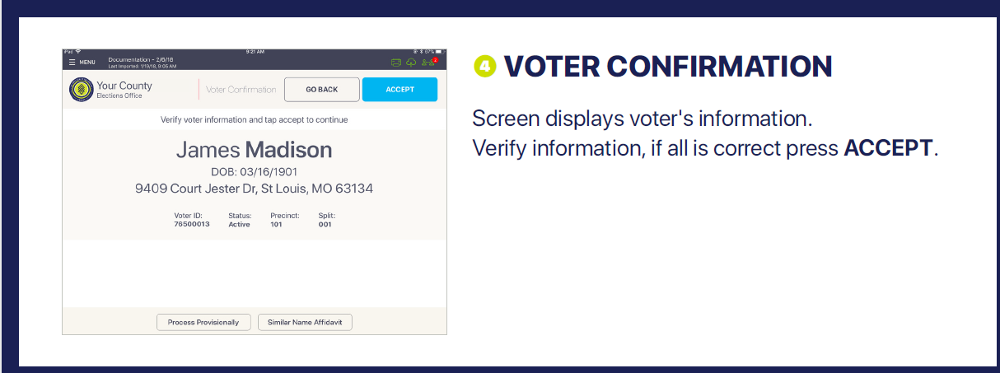 iPad 9:21 AM 97%
MENU Documentation - 2/6/18
Last Imported: 1/19/18, 9:05 AM
2
Your County
Elections Office
Voter Confirmation
GO BACK
ACCEPT
Verify voter information and tap accept to continue
James Madison
DOB: 03/16/1901
9409 Court Jester Dr, St Louis, MO 63134
Voter ID: Status: Precinct: Split:
76500013 Active 101 001
Process Provisionally Similar Name Affidavit
4 VOTER CONFIRMATION
Screen displays voter's information.
Verify information, if all is correct press ACCEPT.